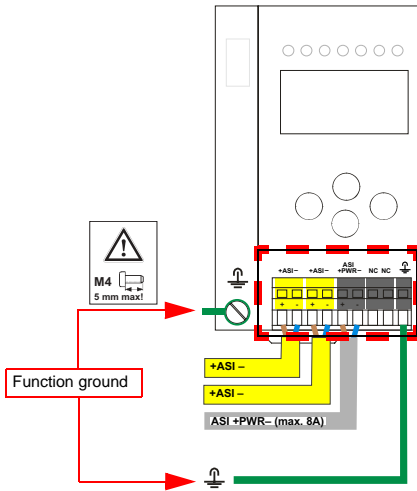 ASI
+ASI– +ASI– +PWR– NC NC
+ - + - + -
M4
5 mm max!
+ASI –
Function ground
+ASI –
ASI +PWR– (max. 8A)